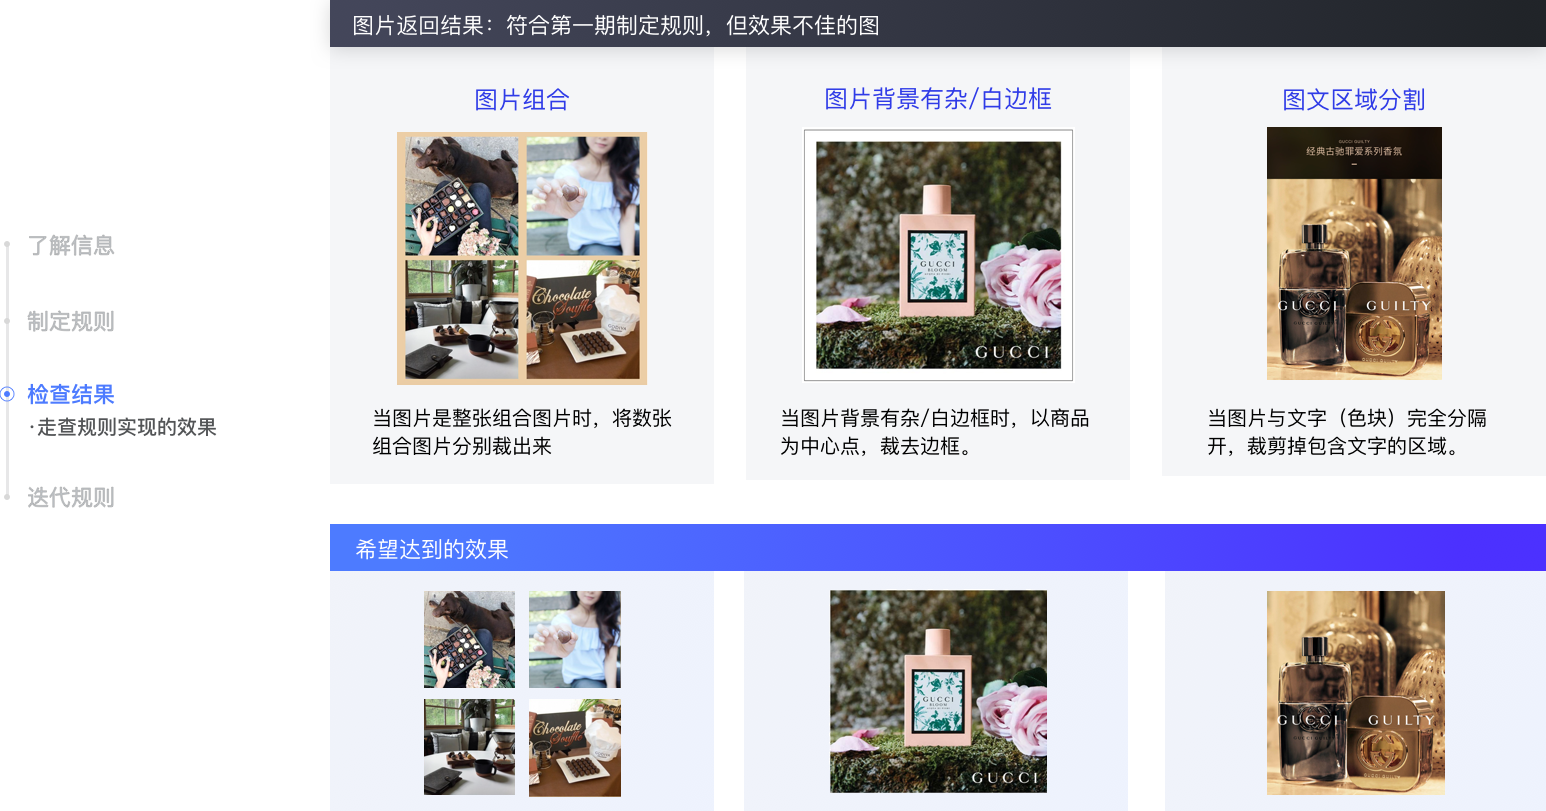 图片返回结果：符合第一期制定规则，但效果不佳的图
图片组合
图片背景有杂/白边框
图文区域分割
GUCCI GUILTY
经典古驰罪爱系列香氛
Chocolate
Souffle
GODIVA
GUCCI
BLOOM
GUCCI
GUCCI GUILTY
当图片是整张组合图片时，将数张
组合图片分别裁出来
当图片背景有杂/白边框时，以商品
为中心点，裁去边框。
当图片与文字（色块）完全分隔
开，裁剪掉包含文字的区域。
了解信息
制定规则
检查结果
·走查规则实现的效果
迭代规则
希望达到的效果
Chocolate
Souffle
GUCCI
BLOOM
GUCCI
GUCCI GUILTY